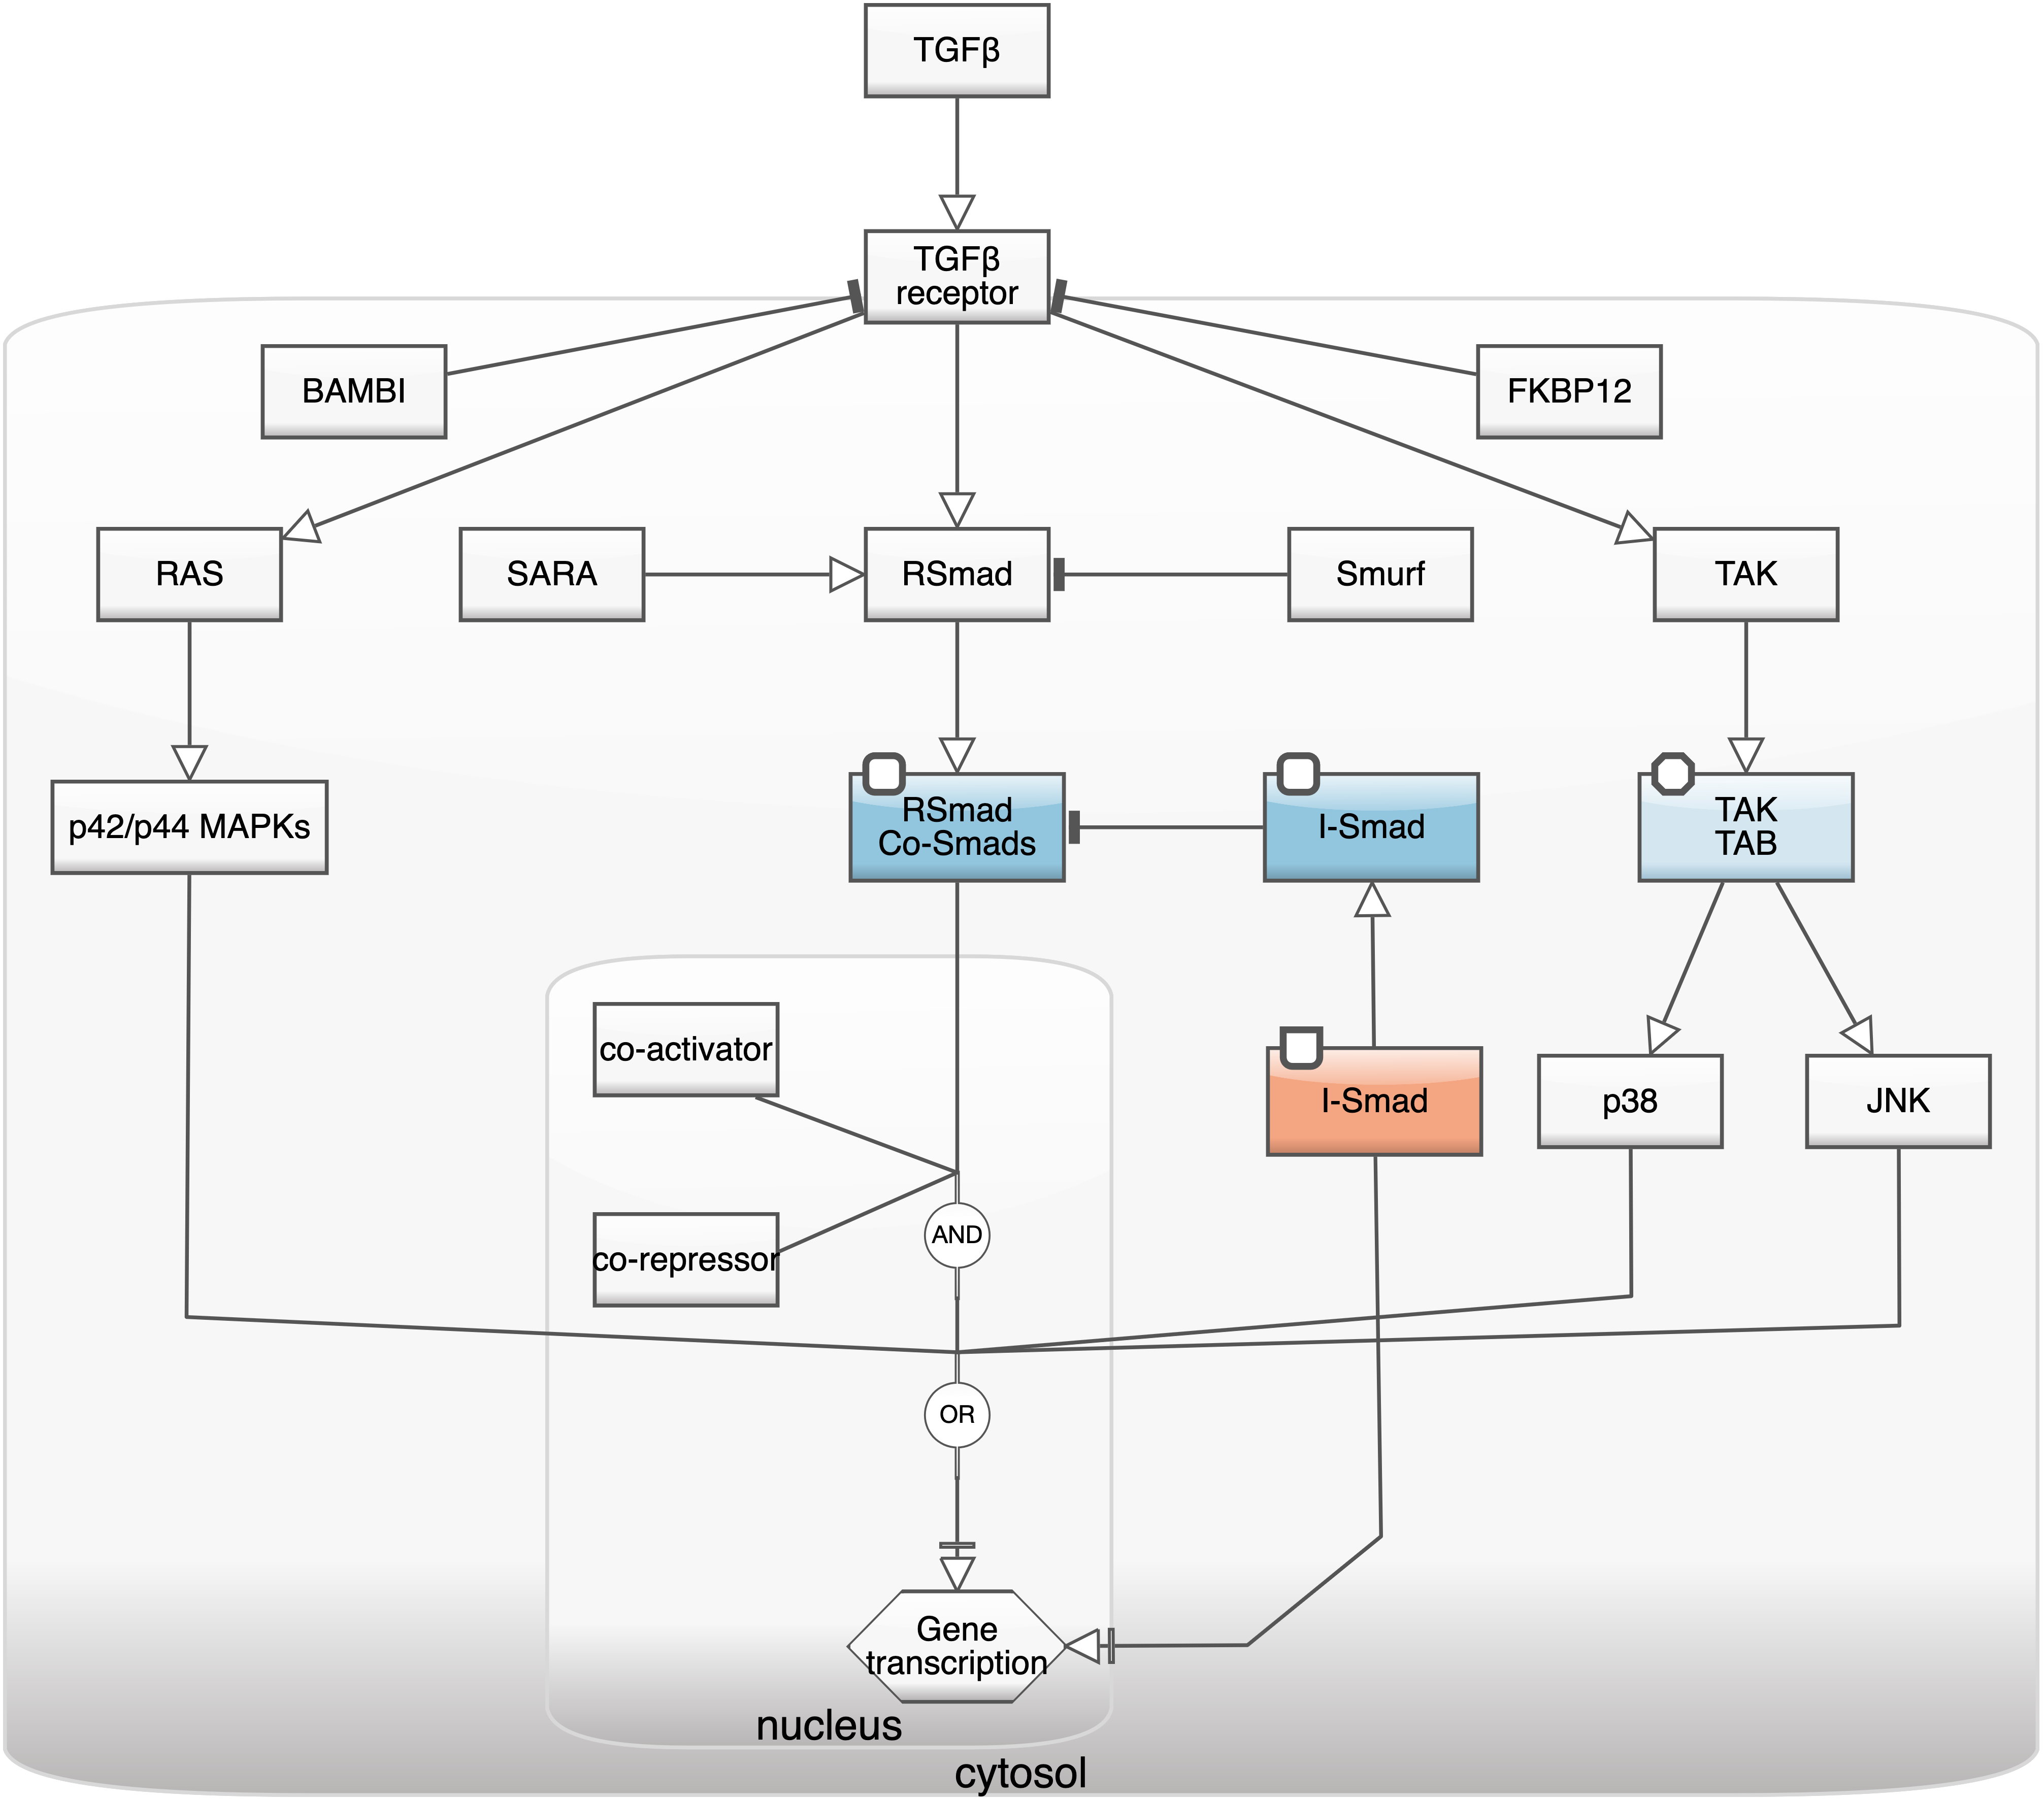 TGFβ
TGFβ
receptor
BAMBI
FKBP12
RAS
SARA
RSmad
Smurf
TAK
p42/p44 MAPKs
RSmad
Co-Smads
I-Smad
TAK
TAB
co-activator
I-Smad
p38
JNK
AND
co-repressor
OR
Gene
transcription
nucleus
cytosol